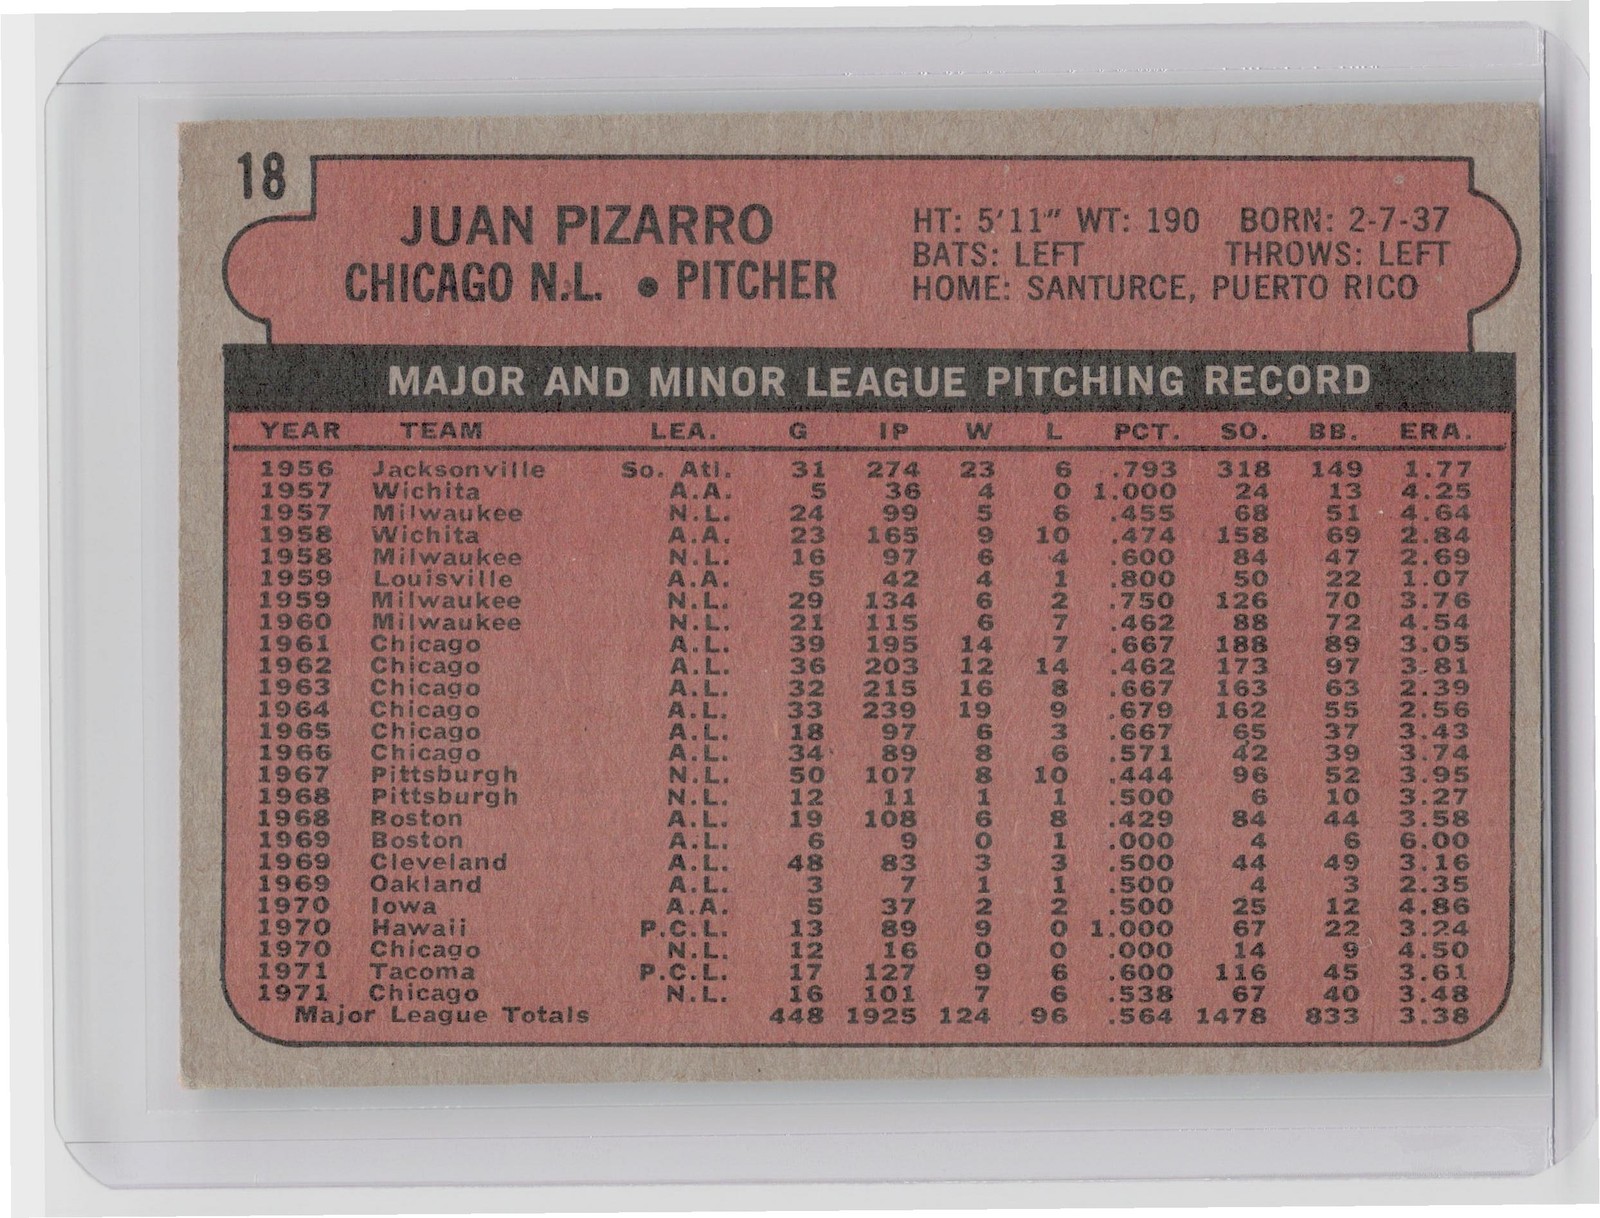 18
JUAN PIZARRO
CHICAGO N.L. • PITCHER
HT: 5'11" WT: 190 BORN: 2-7-37
BATS: LEFT THROWS: LEFT
HOME: SANTURCE, PUERTO RICO
MAJOR AND MINOR LEAGUE PITCHING RECORD
YEAR TEAM LEA. G IP W L PCT. SO. BB. ERA.
1956 Jacksonville So. Atl. 31 274 23 6 .793 318 149 1.77
1957 Wichita A.A. 5 36 4 0 1.000 24 13 4.25
1957 Milwaukee N.L. 24 99 5 6 .455 68 51 4.64
1958 Wichita A.A. 23 165 9 10 .474 158 69 2.84
1958 Milwaukee N.L. 16 97 6 4 .600 84 47 2.69
1959 Louisville A.A. 5 42 4 1 .800 50 22 1.07
1959 Milwaukee N.L. 29 134 6 2 .750 126 70 3.76
1960 Milwaukee N.L. 21 115 6 7 .462 88 72 4.54
1961 Chicago A.L. 39 195 14 7 .667 188 89 3.05
1962 Chicago A.L. 36 203 12 14 .462 173 97 3.81
1963 Chicago A.L. 32 215 16 8 .667 163 63 2.39
1964 Chicago A.L. 33 239 19 9 .679 162 55 2.56
1965 Chicago A.L. 18 97 6 3 .667 65 37 3.43
1966 Chicago A.L. 34 89 8 6 .571 42 39 3.74
1967 Pittsburgh N.L. 50 107 8 10 .444 96 52 3.95
1968 Pittsburgh N.L. 12 11 1 1 .500 6 10 3.27
1968 Boston A.L. 19 108 6 8 .429 84 44 3.58
1969 Boston A.L. 6 9 0 1 .000 4 6 6.00
1969 Cleveland A.L. 48 83 3 3 .500 44 49 3.16
1969 Oakland A.L. 3 7 1 1 .500 4 3 2.35
1970 Iowa A.A. 5 37 2 2 .500 25 12 4.86
1970 Hawaii P.C.L. 13 89 9 0 1.000 67 22 3.24
1970 Chicago N.L. 12 16 0 0 .000 14 9 4.50
1971 Tacoma P.C.L. 17 127 9 6 .600 116 45 3.61
1971 Chicago N.L. 16 101 7 6 .538 67 40 3.48
Major League Totals 448 1925 124 96 .564 1478 833 3.38